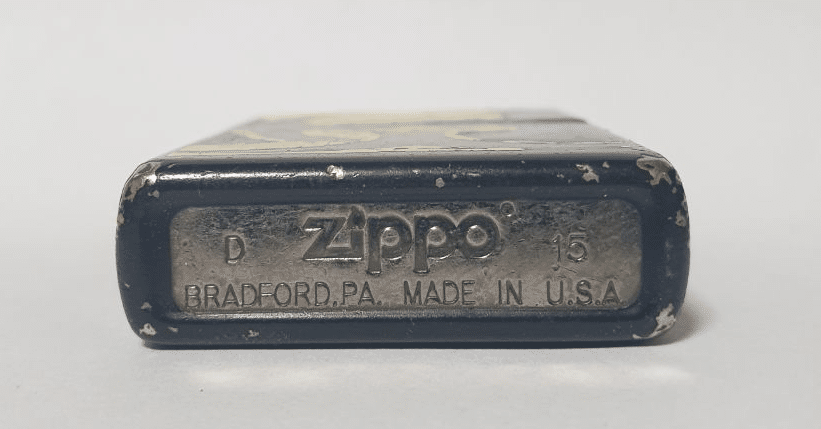 D Zippo® 15
BRADFORD,PA. MADE IN U.S.A